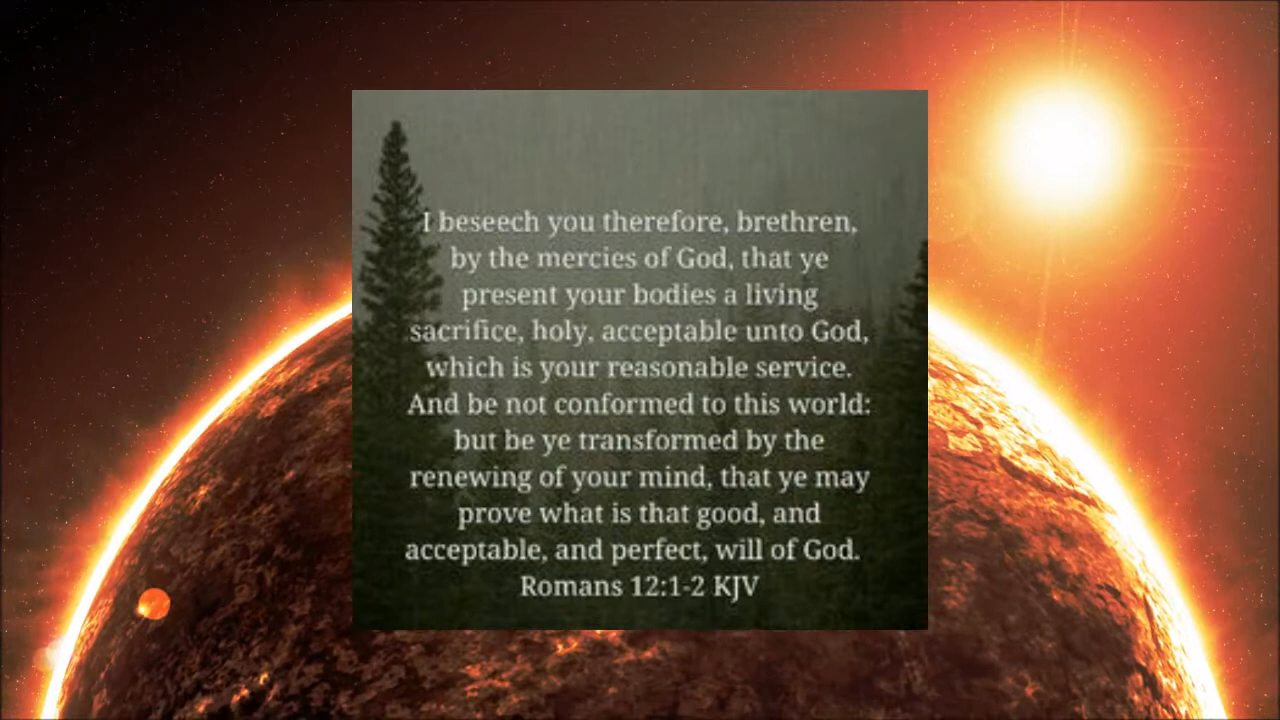 I beseech you therefore, brethren,
by the mercies of God, that ye
present your bodies a living
sacrifice, holy, acceptable unto God,
which is your reasonable service.
And be not conformed to this world:
but be ye transformed by the
renewing of your mind, that ye may
prove what is that good, and
acceptable, and perfect, will of God.
Romans 12:1-2 KJV